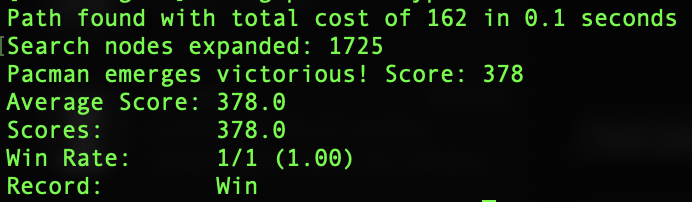 Path found with total cost of 162 in 0.1 seconds
Search nodes expanded: 1725
Pacman emerges victorious! Score: 378
Average Score: 378.0
Scores:        378.0
Win Rate:      1/1 (1.00)
Record:        Win